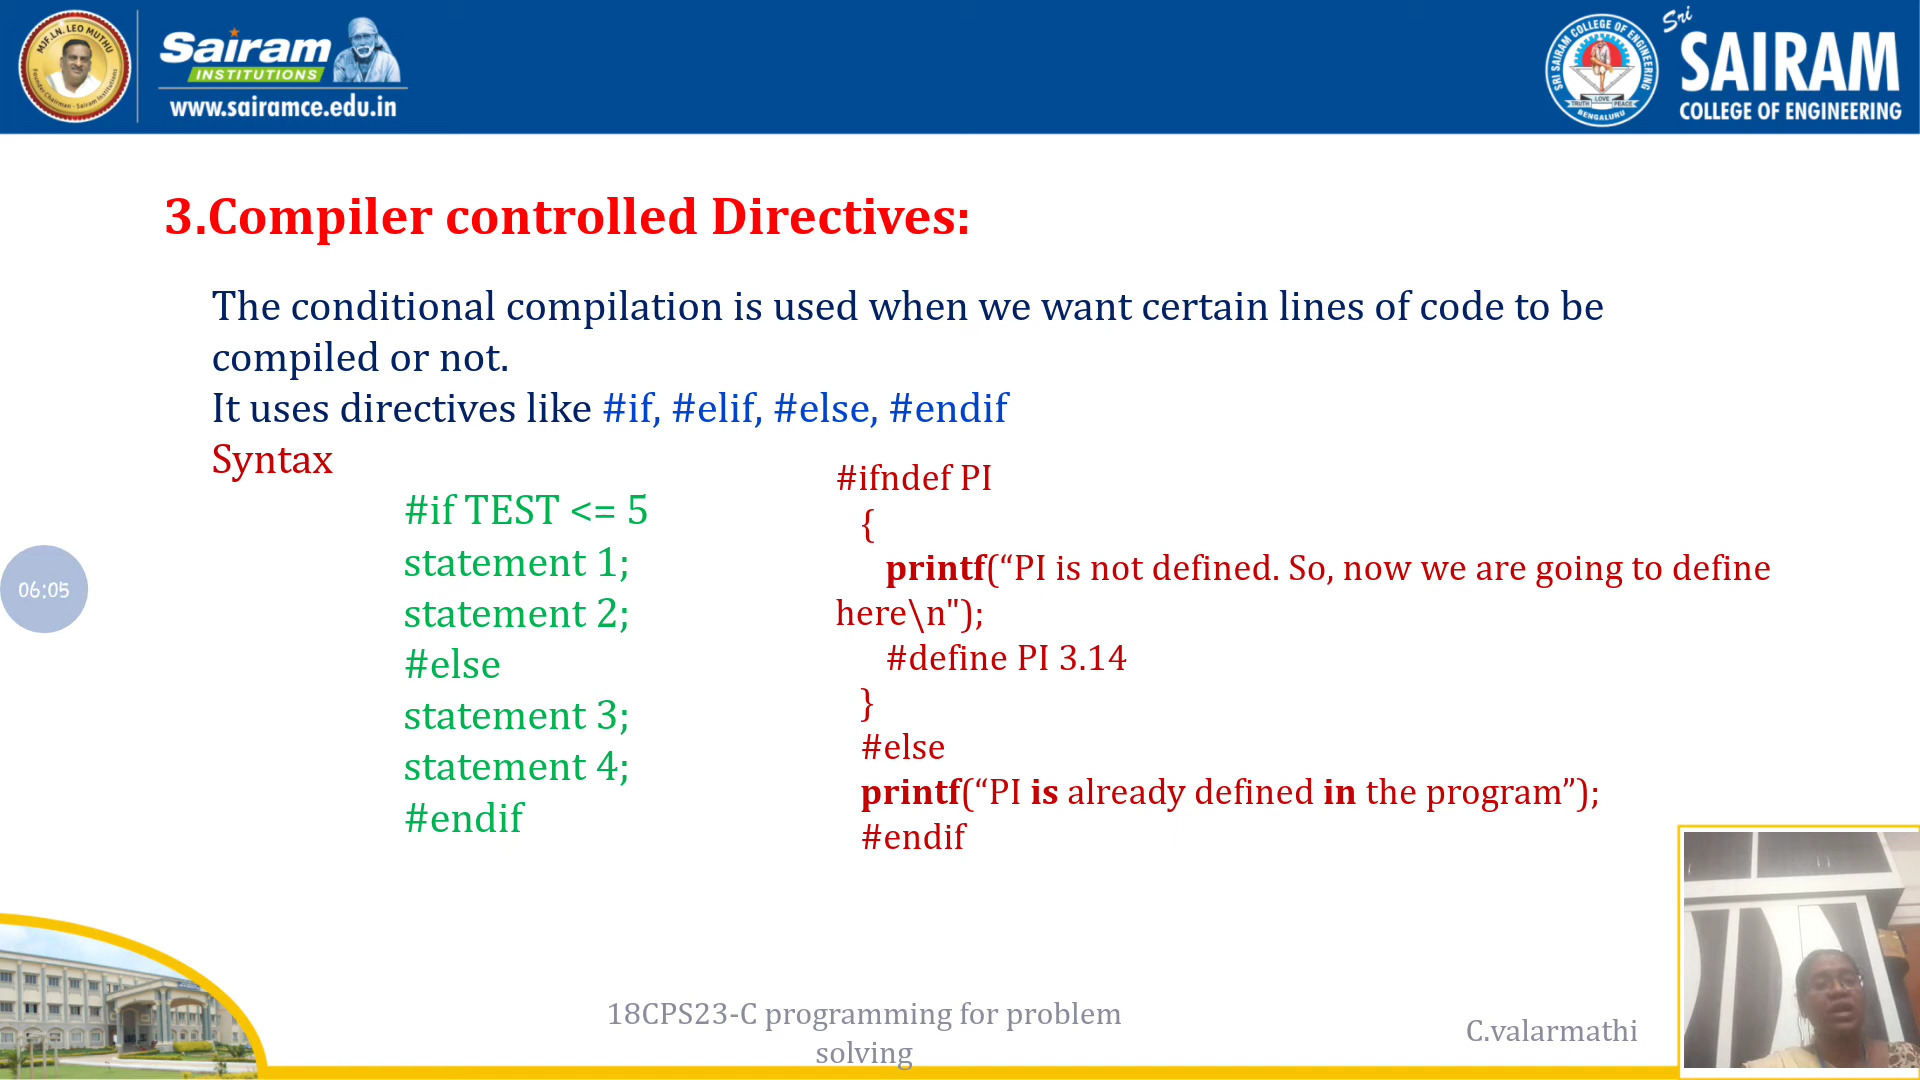 MJF.LN. LEO MUTHU
Founder Chairman - Sairam Institutions
Sairam
INSTITUTIONS
www.sairamce.edu.in
SRI SAIRAM COLLEGE OF ENGINEERING
TRUTH LOVE PEACE
BENGALURU
Sri
SAIRAM
COLLEGE OF ENGINEERING
3.Compiler controlled Directives:
The conditional compilation is used when we want certain lines of code to be
compiled or not.
It uses directives like #if, #elif, #else, #endif
Syntax
#if TEST <= 5
statement 1;
statement 2;
#else
statement 3;
statement 4;
#endif
#ifndef PI
{
printf(“PI is not defined. So, now we are going to define
here\n");
#define PI 3.14
}
#else
printf(“PI is already defined in the program”);
#endif
06:05
18CPS23-C programming for problem
solving
C.valarmathi